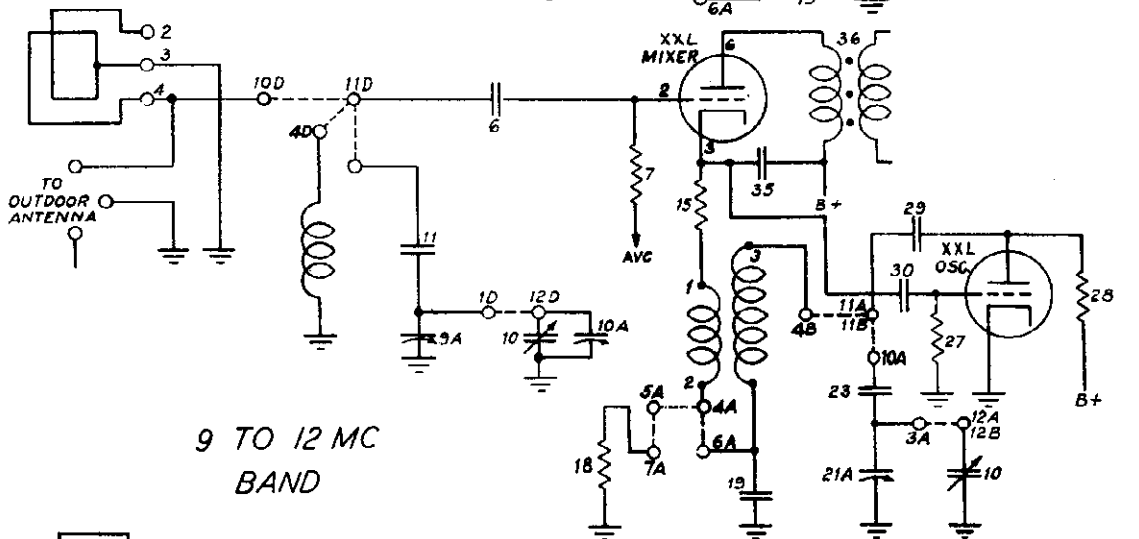 6A
15
2
3
4
10D
11D
4D
TO
OUTDOOR
ANTENNA
6
7
AVC
11
1D
12D
9A
10
10A
XXL
MIXER
6
2
3
36
35
B+
15
1
2
3
4B
29
30
XXL
OSC.
11A
11B
10A
27
28
B+
23
3A
12A
12B
21A
10
5A
4A
7A
6A
18
19
9 TO 12 MC
BAND